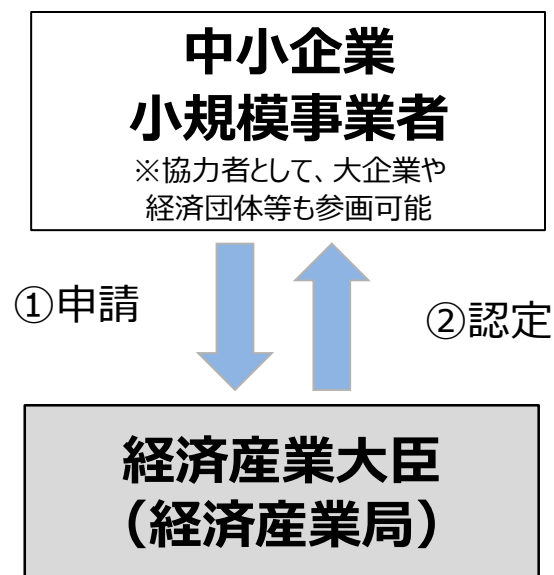 中小企業
小規模事業者
※協力者として、大企業や
経済団体等も参画可能
①申請
②認定
経済産業大臣
（経済産業局）